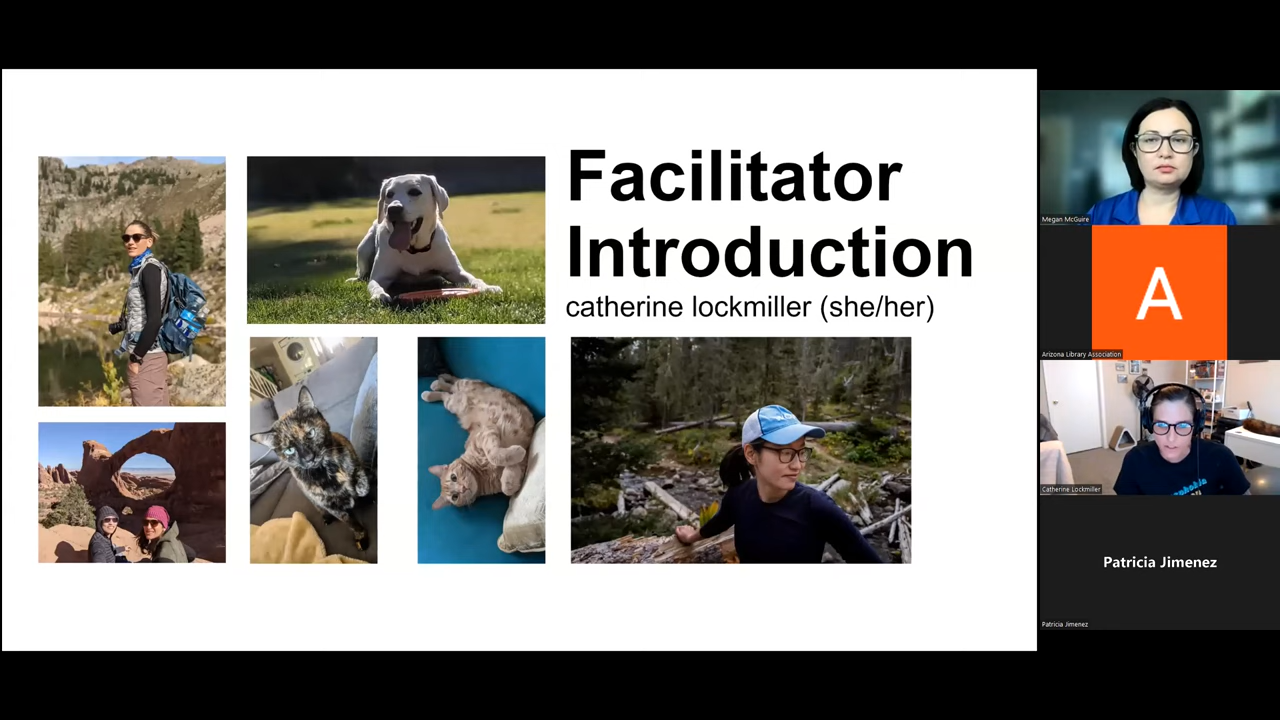 Facilitator
Introduction
catherine lockmiller (she/her)
Megan McGuire
A
Arizona Library Association
Catherine Lockmiller
Patricia Jimenez
Patricia Jimenez